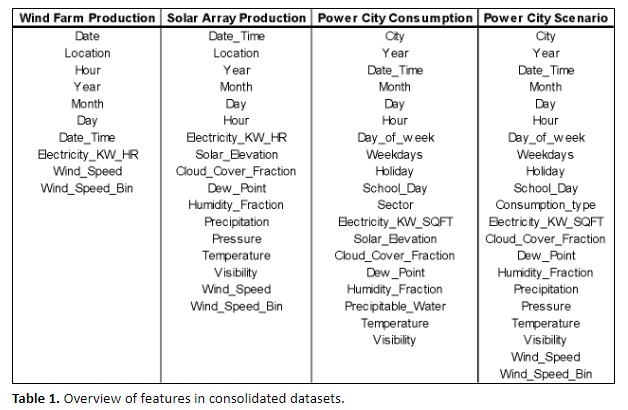 Wind Farm Production Solar Array Production Power City Consumption Power City Scenario
Date Date_Time City City
Location Location Year Year
Hour Year Date_Time Date_Time
Year Month Month Month
Month Day Day Day
Day Hour Hour Hour
Date_Time Electricity_KW_HR Day_of_week Day_of_week
Electricity_KW_HR Solar_Elevation Weekdays Weekdays
Wind_Speed Cloud_Cover_Fraction Holiday Holiday
Wind_Speed_Bin Dew_Point School_Day School_Day
Humidity_Fraction Sector Consumption_type
Precipitation Electricity_KW_SQFT Electricity_KW_SQFT
Pressure Solar_Elevation Cloud_Cover_Fraction
Temperature Cloud_Cover_Fraction Dew_Point
Visibility Dew_Point Humidity_Fraction
Wind_Speed Humidity_Fraction Precipitation
Wind_Speed_Bin Precipitable_Water Pressure
Temperature Temperature
Visibility Visibility
Wind_Speed
Wind_Speed_Bin
Table 1. Overview of features in consolidated datasets.